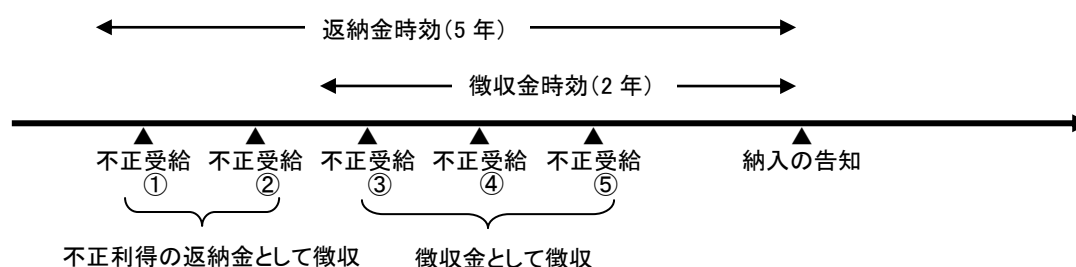 返納金時効(5 年)
徴収金時効(2 年)
不正受給 不正受給 不正受給 不正受給 不正受給 納入の告知
① ② ③ ④ ⑤
不正利得の返納金として徴収 徴収金として徴収